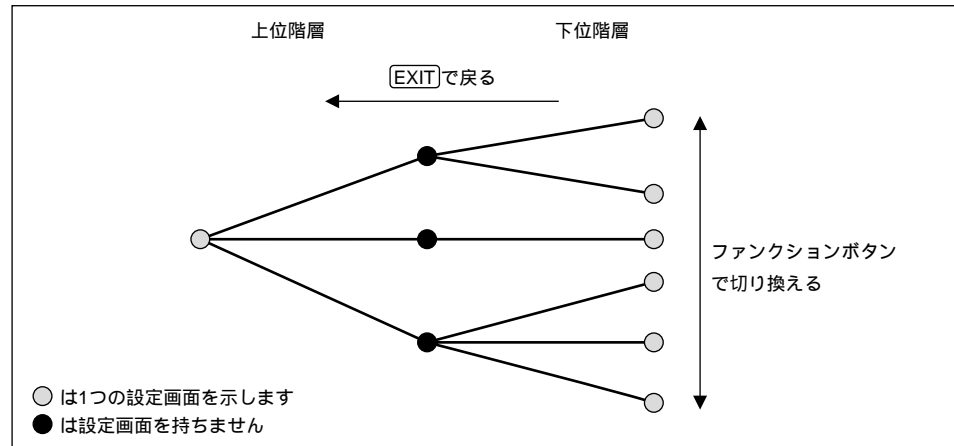 上位階層
下位階層
EXITで戻る
ファンクションボタン
で切り換える
は1つの設定画面を示します
は設定画面を持ちません